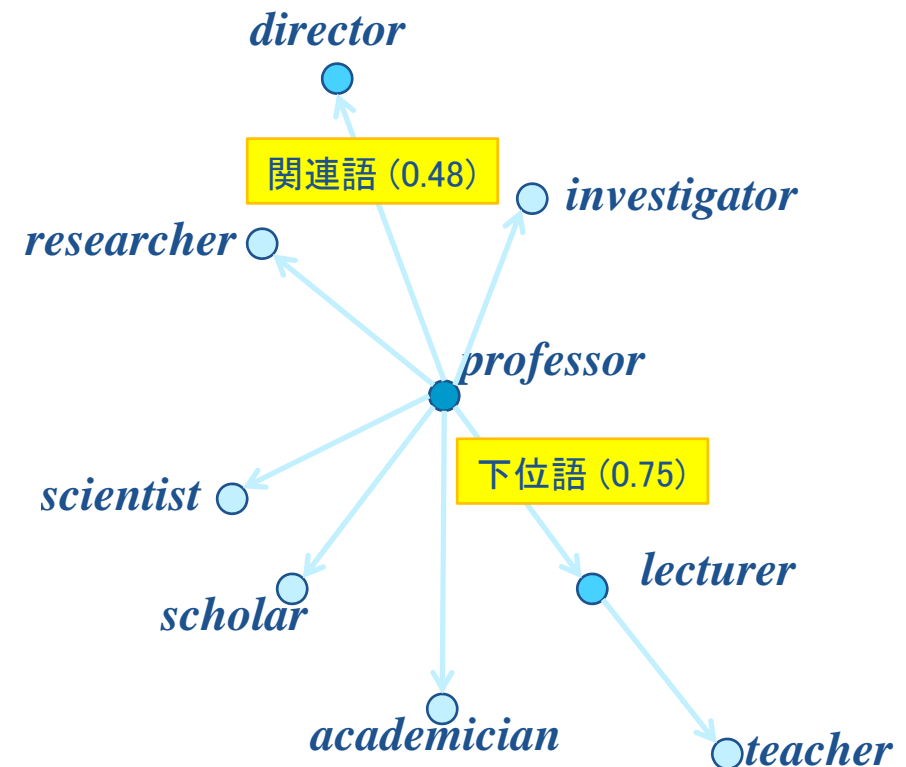 director
関連語 (0.48)
investigator
researcher
professor
下位語 (0.75)
scientist
lecturer
scholar
academician
teacher